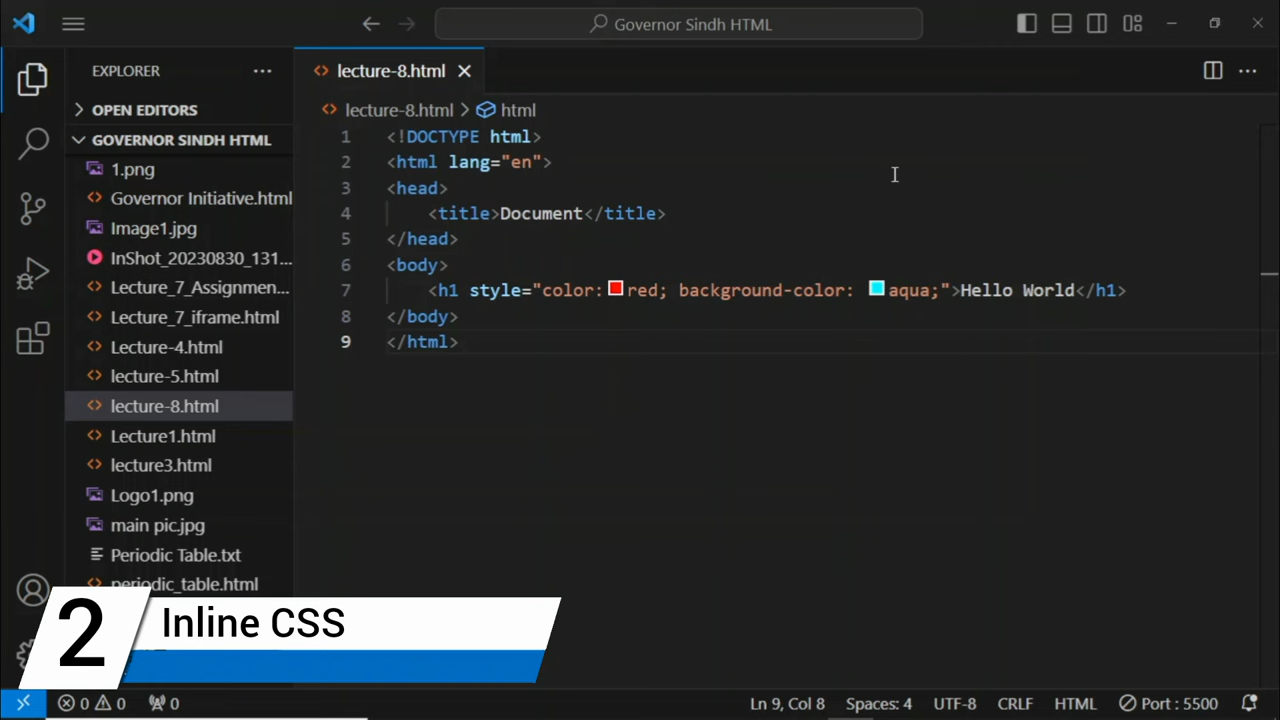 Governor Sindh HTML
EXPLORER
lecture-8.html
OPEN EDITORS
lecture-8.html > html
GOVERNOR SINDH HTML
1.png
Governor Initiative.html
Image1.jpg
InShot_20230830_131...
Lecture_7_Assignmen...
Lecture_7_iframe.html
Lecture-4.html
lecture-5.html
lecture-8.html
Lecture1.html
lecture3.html
Logo1.png
main pic.jpg
Periodic Table.txt
periodic_table.html
1 <!DOCTYPE html>
2 <html lang="en">
3 <head>
4 <title>Document</title>
5 </head>
6 <body>
7 <h1 style="color: red; background-color: aqua;">Hello World</h1>
8 </body>
9 </html>
2 Inline CSS
0 0 0 Ln 9, Col 8 Spaces: 4 UTF-8 CRLF HTML Port : 5500